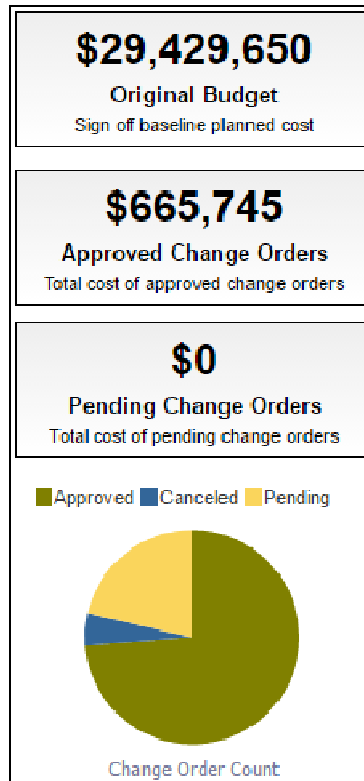 $29,429,650
Original Budget
Sign off baseline planned cost
$665,745
Approved Change Orders
Total cost of approved change orders
$0
Pending Change Orders
Total cost of pending change orders
Approved Canceled Pending
Change Order Count